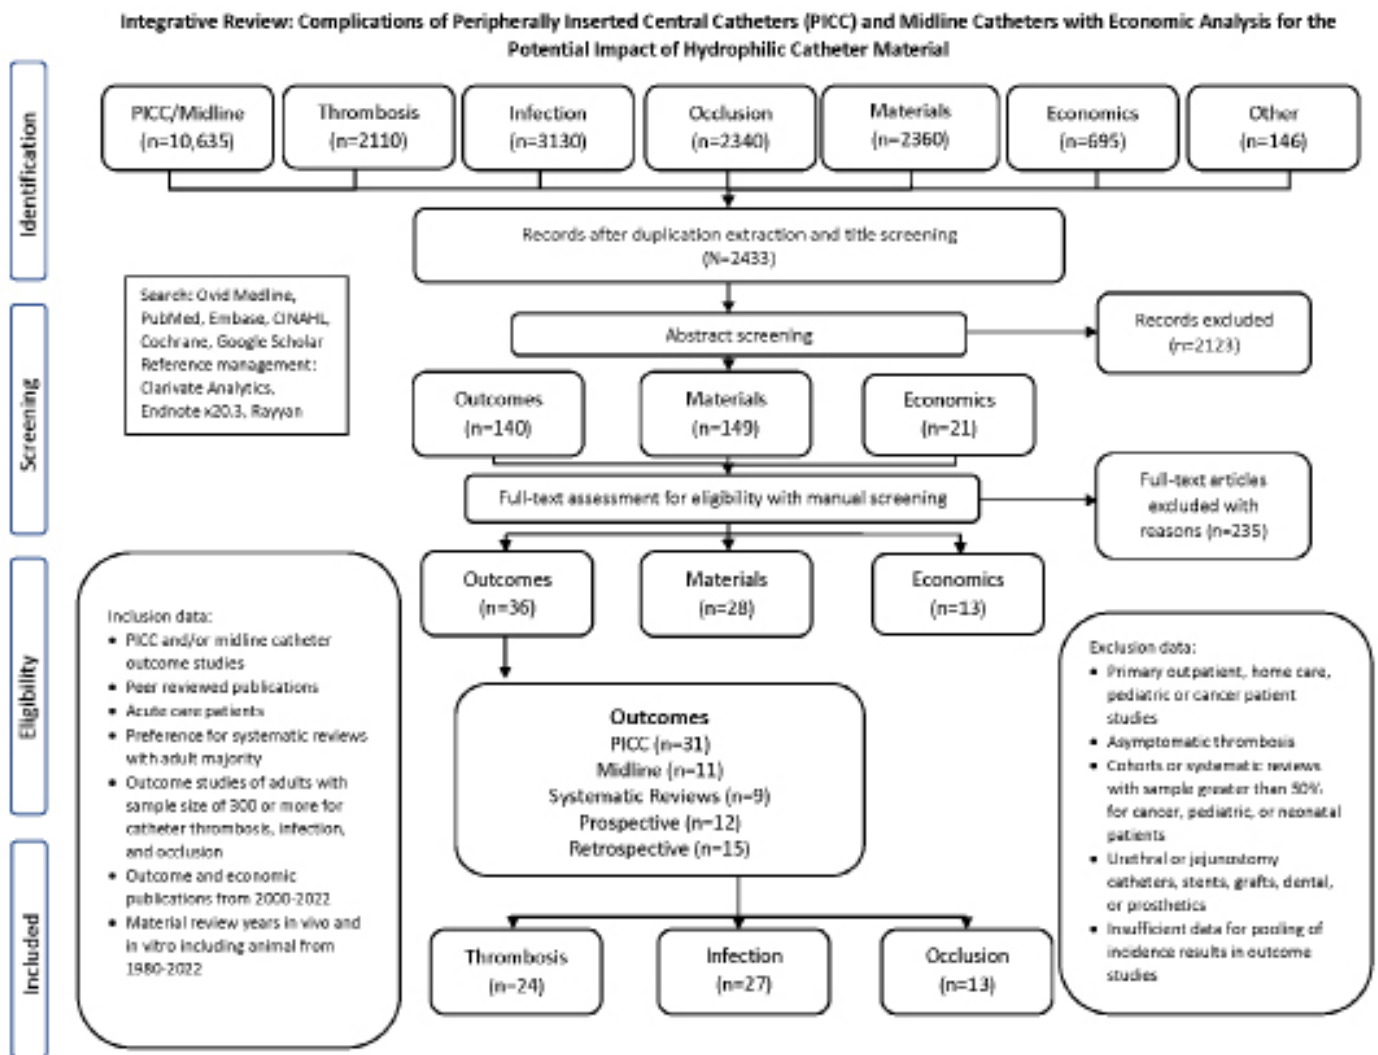 Integrative Review: Complications of Peripherally Inserted Central Catheters (PICC) and Midline Catheters with Economic Analysis for the
Potential Impact of Hydrophilic Catheter Material
Identification
PICC/Midline
(n=10,635)
Thrombosis
(n=2110)
Infection
(n=3130)
Occlusion
(n=2340)
Materials
(n=2360)
Economics
(n=695)
Other
(n=146)
Records after duplication extraction and title screening
(N=2433)
Search: Ovid Medline,
PubMed, Embase, CINAHL,
Cochrane, Google Scholar
Reference management:
Clarivate Analytics,
Endnote x20.3, Rayyan
Screening
Abstract screening
Records excluded
(n=2123)
Outcomes
(n=140)
Materials
(n=149)
Economics
(n=21)
Full-text assessment for eligibility with manual screening
Full-text articles
excluded with
reasons (n=235)
Eligibility
Outcomes
(n=36)
Materials
(n=28)
Economics
(n=13)
Inclusion data:
• PICC and/or midline catheter
outcome studies
• Peer reviewed publications
• Acute care patients
• Preference for systematic reviews
with adult majority
• Outcome studies of adults with
sample size of 300 or more for
catheter thrombosis, infection,
and occlusion
• Outcome and economic
publications from 2000-2022
• Material review years in vivo and
in vitro including animal from
1980-2022
Outcomes
PICC (n=31)
Midline (n=11)
Systematic Reviews (n=9)
Prospective (n=12)
Retrospective (n=15)
Exclusion data:
• Primary outpatient, home care,
pediatric or cancer patient
studies
• Asymptomatic thrombosis
• Cohorts or systematic reviews
with sample greater than 50%
for cancer, pediatric, or neonatal
patients
• Urethral or jejunostomy
catheters, stents, grafts, dental,
or prosthetics
• Insufficient data for pooling of
incidence results in outcome
studies
Included
Thrombosis
(n=24)
Infection
(n=27)
Occlusion
(n=13)